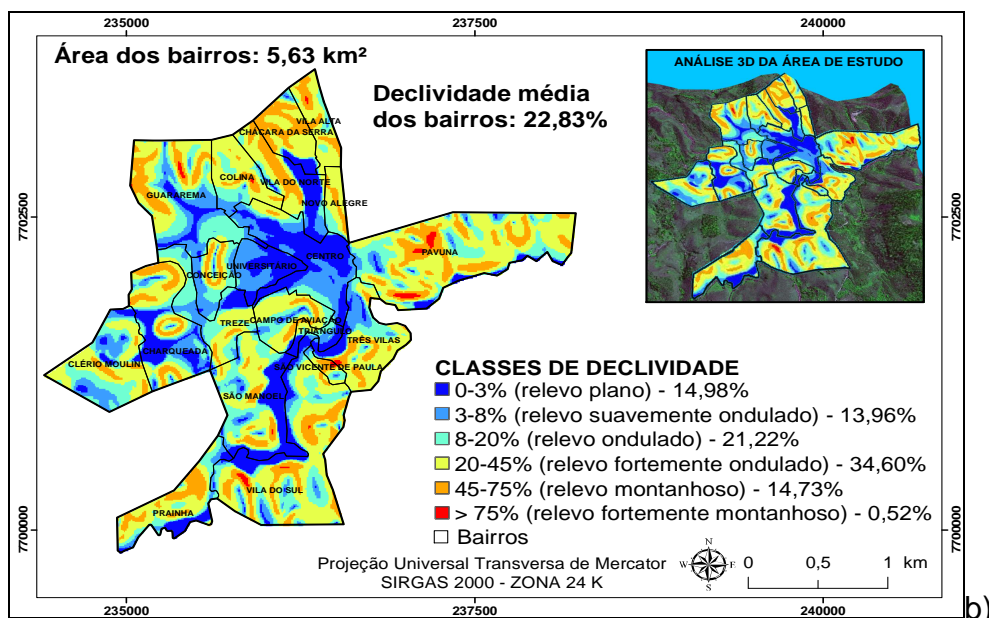 235000 237500 240000
Área dos bairros: 5,63 km²
Declividade média
dos bairros: 22,83%
ANÁLISE 3D DA ÁREA DE ESTUDO
VILA ALTA
CHÁCARA DA SERRA
COLINA
VILA DO NORTE
GUARAREMA
NOVO ALEGRE
7702500 7702500
PAVUNA
CENTRO
UNIVERSITÁRIO
CONCEIÇÃO
CAMPO DE AVIAÇÃO
TREZE
TRIÂNGULO
TRÊS VILAS
CHARQUEADA
CLÉRIO MOULIN
SÃO VICENTE DE PAULA
SÃO MANOEL
VILA DO SUL
PRAINHA
CLASSES DE DECLIVIDADE
0-3% (relevo plano) - 14,98%
3-8% (relevo suavemente ondulado) - 13,96%
8-20% (relevo ondulado) - 21,22%
20-45% (relevo fortemente ondulado) - 34,60%
45-75% (relevo montanhoso) - 14,73%
> 75% (relevo fortemente montanhoso) - 0,52%
Bairros
7700000 7700000
Projeção Universal Transversa de Mercator
SIRGAS 2000 - ZONA 24 K
N
W E
S
0 0,5 1 km
235000 237500 240000
b)